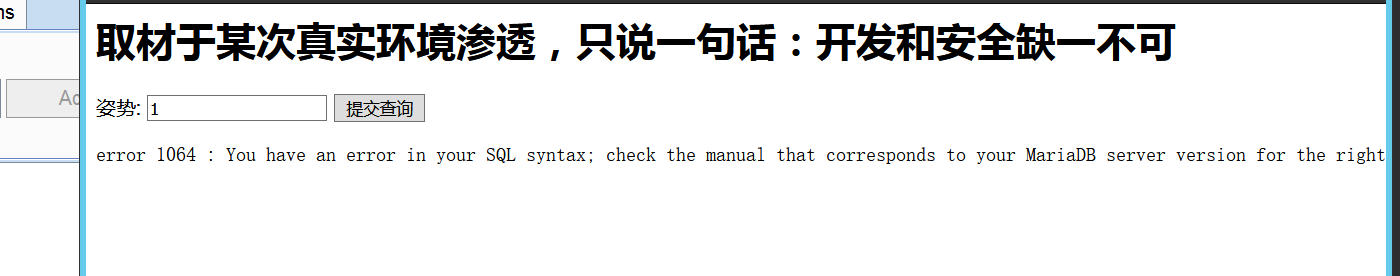 ns
Ac
取材于某次真实环境渗透，只说一句话：开发和安全缺一不可
姿势: 1 提交查询
error 1064 : You have an error in your SQL syntax; check the manual that corresponds to your MariaDB server version for the right